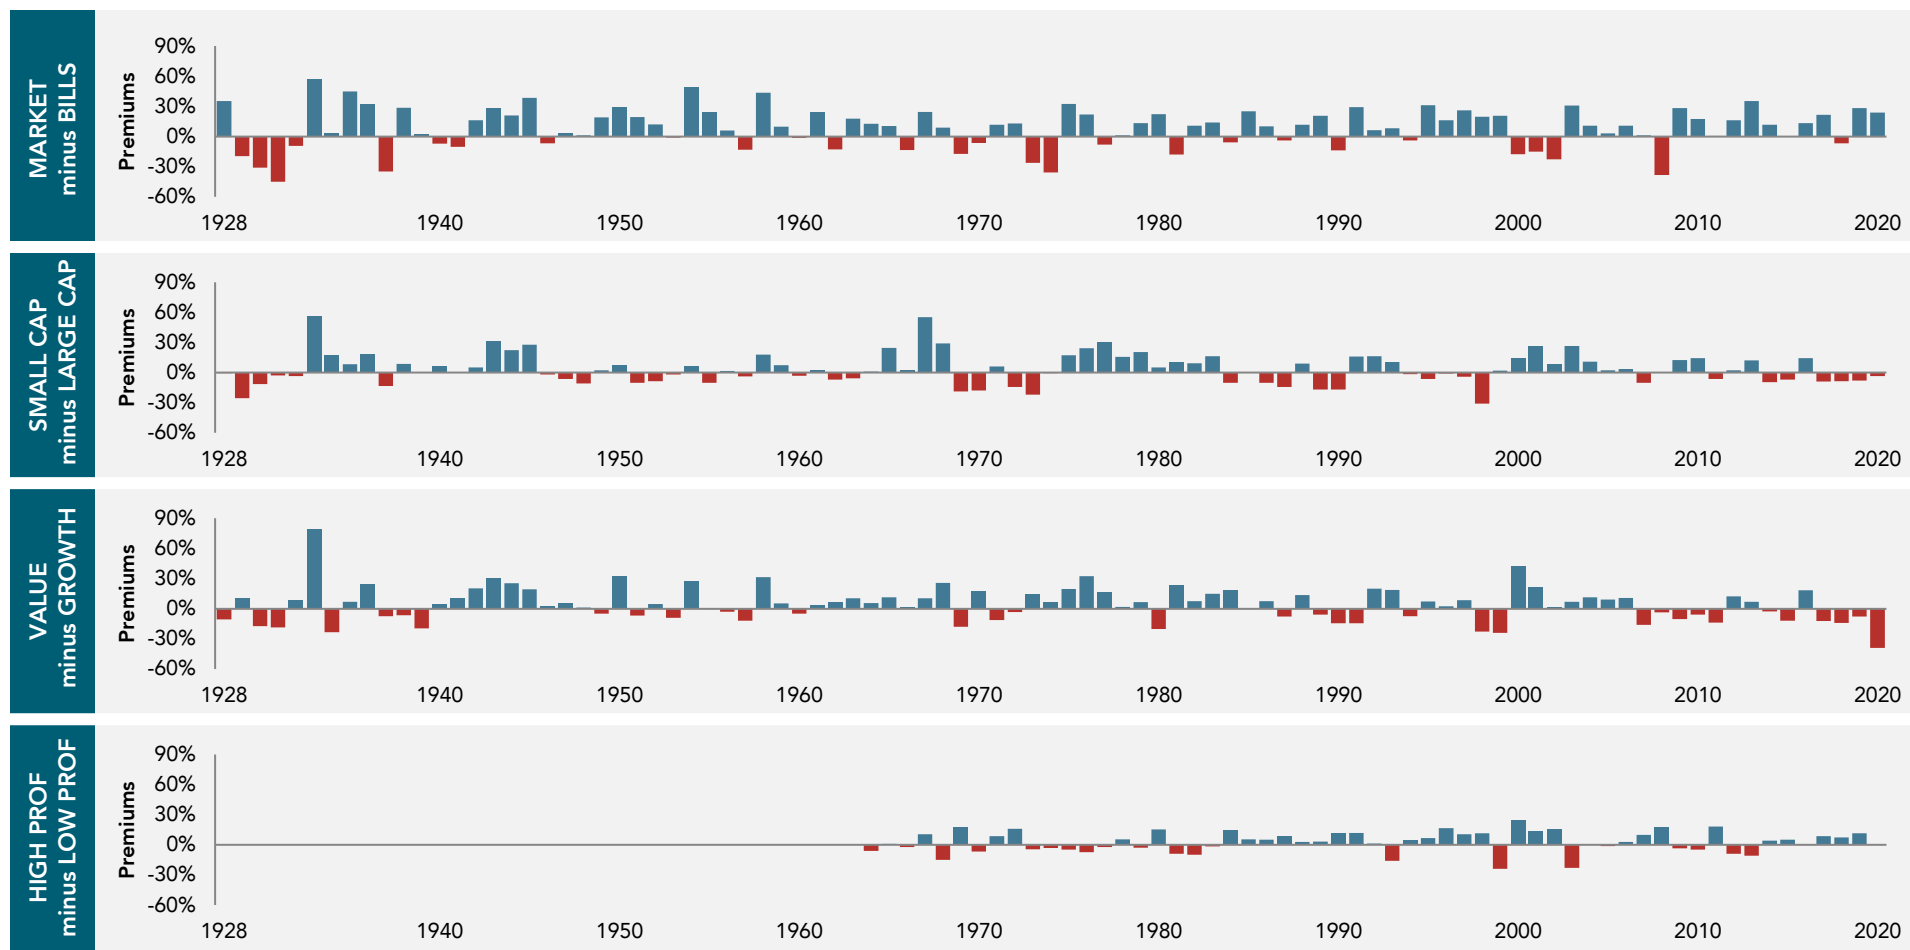 MARKET
minus BILLS
Premiums
90%
60%
30%
0%
-30%
-60%
1928 1940 1950 1960 1970 1980 1990 2000 2010 2020
SMALL CAP
minus LARGE CAP
Premiums
90%
60%
30%
0%
-30%
-60%
1928 1940 1950 1960 1970 1980 1990 2000 2010 2020
VALUE
minus GROWTH
Premiums
90%
60%
30%
0%
-30%
-60%
1928 1940 1950 1960 1970 1980 1990 2000 2010 2020
HIGH PROF
minus LOW PROF
Premiums
90%
60%
30%
0%
-30%
-60%
1928 1940 1950 1960 1970 1980 1990 2000 2010 2020